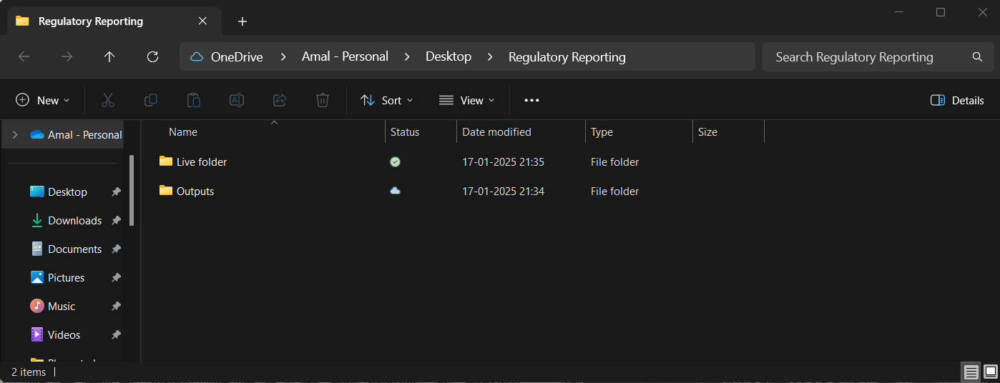 Regulatory Reporting
OneDrive > Amal - Personal > Desktop > Regulatory Reporting
Search Regulatory Reporting
New
Sort
View
Details
Amal - Personal
Desktop
Downloads
Documents
Pictures
Music
Videos
Name Status Date modified Type Size
Live folder 17-01-2025 21:35 File folder
Outputs 17-01-2025 21:34 File folder
2 items